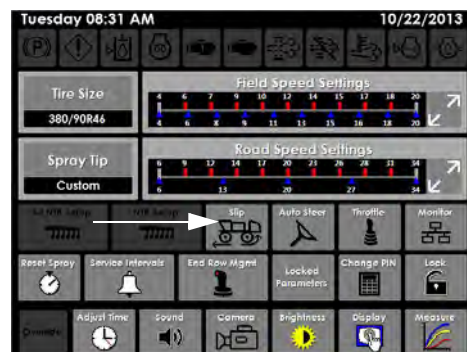 Tuesday 08:31 AM 10/22/2013
Tire Size
380/90R46
Field Speed Settings
4 6 7 9 10 12 14 15 17 18 20
4 6 8 9 11 13 15 16 18 20
Spray Tip
Custom
Road Speed Settings
6 9 12 14 17 20 23 26 28 31 34
6 13 20 27 34
Slip
Auto Steer
Throttle
Monitor
Reset Spray
Service Intervals
End Row Mgmt
Locked
Parameters
Change PIN
Lock
Adjust Time
Sound
Camera
Brightness
Display
Measure